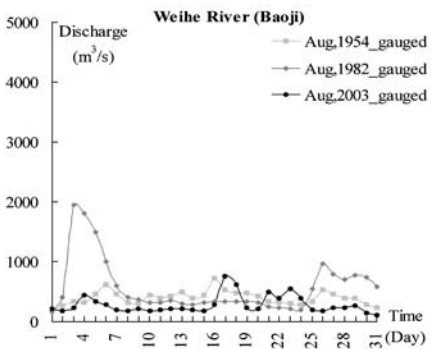 Weihe River (Baoji)
Discharge
(m³/s)
Aug,1954_gauged
Aug,1982_gauged
Aug,2003_gauged
5000
4000
3000
2000
1000
0
1 4 7 10 13 16 19 22 25 28 31
Time
(Day)